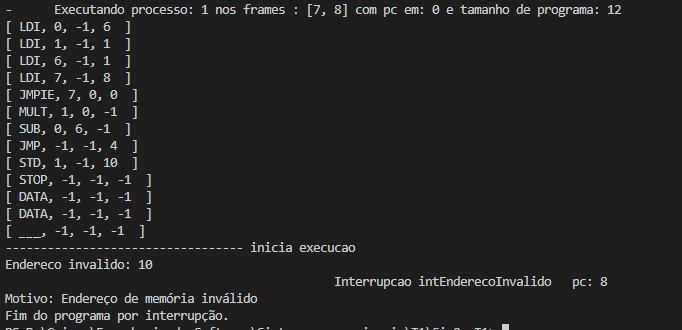 -      Executando processo: 1 nos frames : [7, 8] com pc em: 0 e tamanho de programa: 12
[ LDI, 0, -1, 6  ]
[ LDI, 1, -1, 1  ]
[ LDI, 6, -1, 1  ]
[ LDI, 7, -1, 8  ]
[ JMPIE, 7, 0, 0  ]
[ MULT, 1, 0, -1  ]
[ SUB, 0, 6, -1  ]
[ JMP, -1, -1, 4  ]
[ STD, 1, -1, 10  ]
[ STOP, -1, -1, -1  ]
[ DATA, -1, -1, -1  ]
[ DATA, -1, -1, -1  ]
[ ___, -1, -1, -1  ]
---------------------------------- inicia execucao
Endereco invalido: 10
Interrupcao intEnderecoInvalido   pc: 8
Motivo: Endereço de memória inválido
Fim do programa por interrupção.